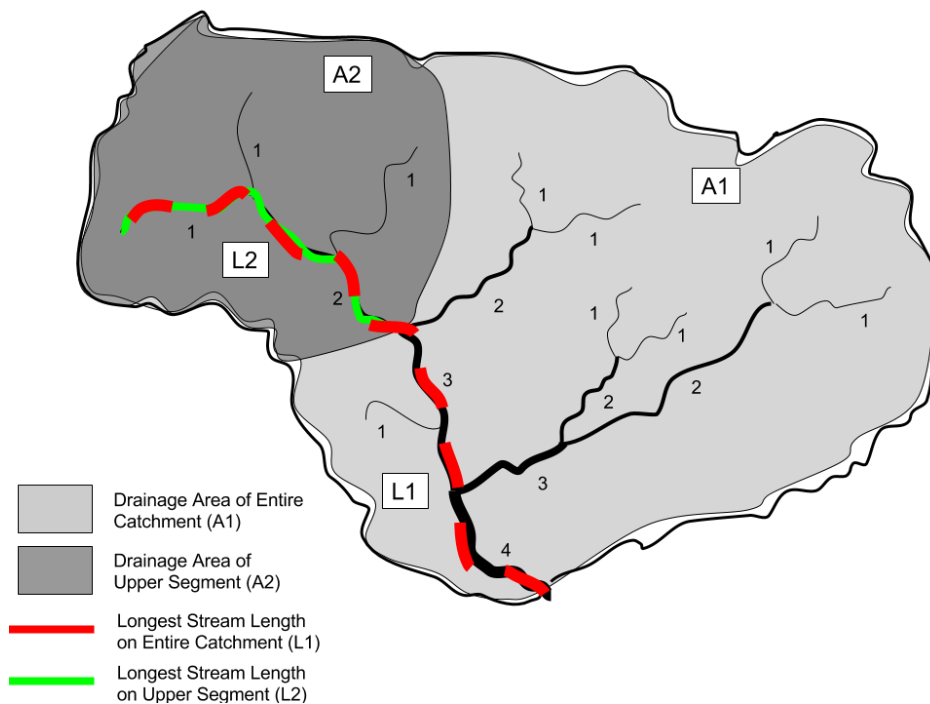 A2
1
1
1
1
A1
1
1
L2
1
2
2
1
1
1
3
2
2
1
L1
3
4
Drainage Area of Entire
Catchment (A1)
Drainage Area of
Upper Segment (A2)
Longest Stream Length
on Entire Catchment (L1)
Longest Stream Length
on Upper Segment (L2)